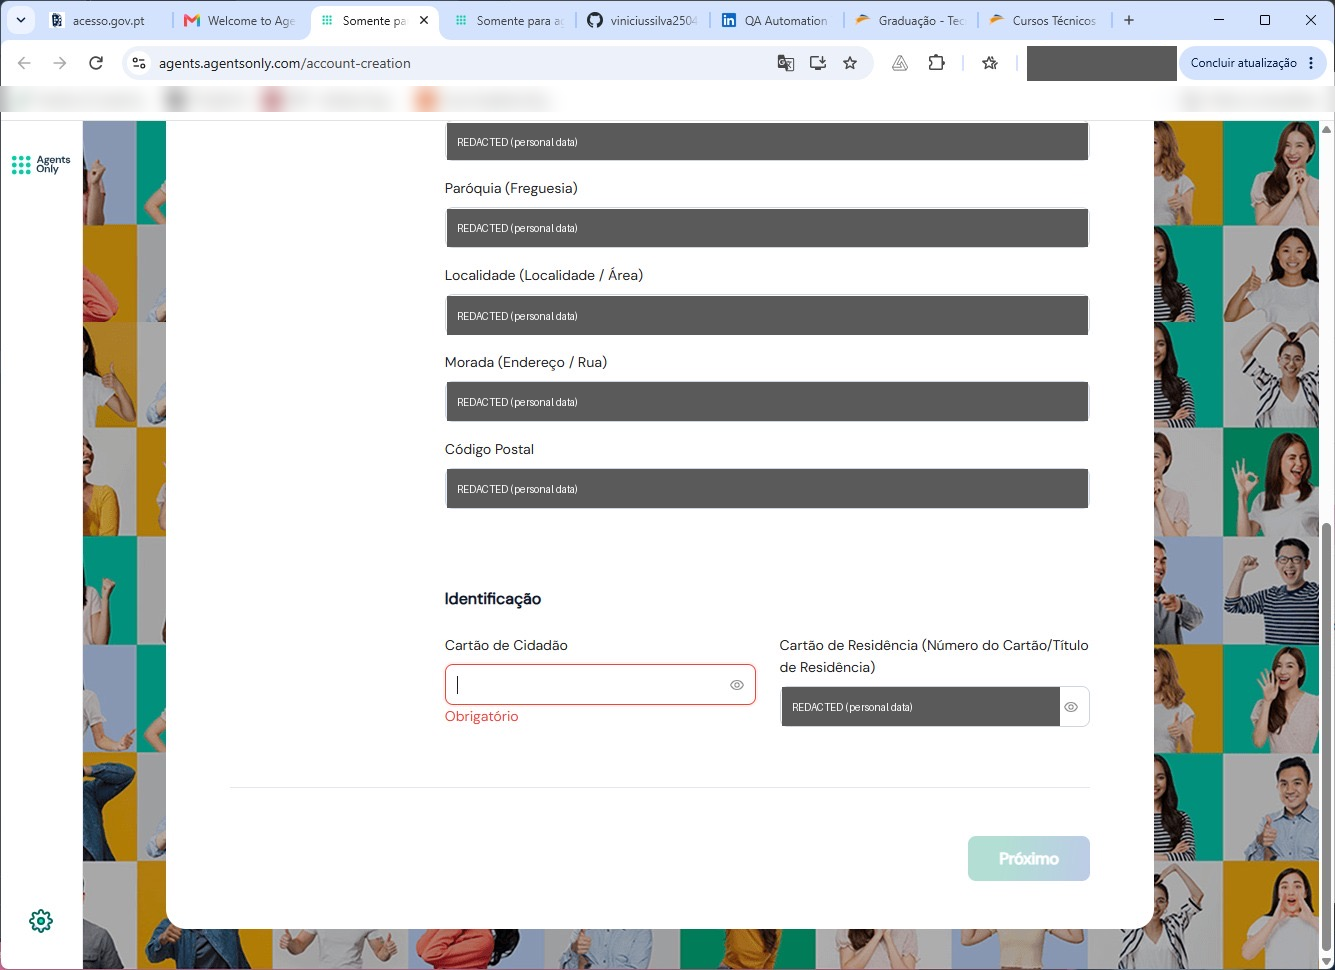 acesso.gov.pt
Welcome to Age
Somente pa
Somente para ag
viniciussilva2504
QA Automation
Graduação - Tec
Cursos Técnicos
agents.agentsonly.com/account-creation
Concluir atualização
Agents
Only
REDACTED (personal data)
Paróquia (Freguesia)
REDACTED (personal data)
Localidade (Localidade / Área)
REDACTED (personal data)
Morada (Endereço / Rua)
REDACTED (personal data)
Código Postal
REDACTED (personal data)
Identificação
Cartão de Cidadão
Obrigatório
Cartão de Residência (Número do Cartão/Título
de Residência)
REDACTED (personal data)
Próximo